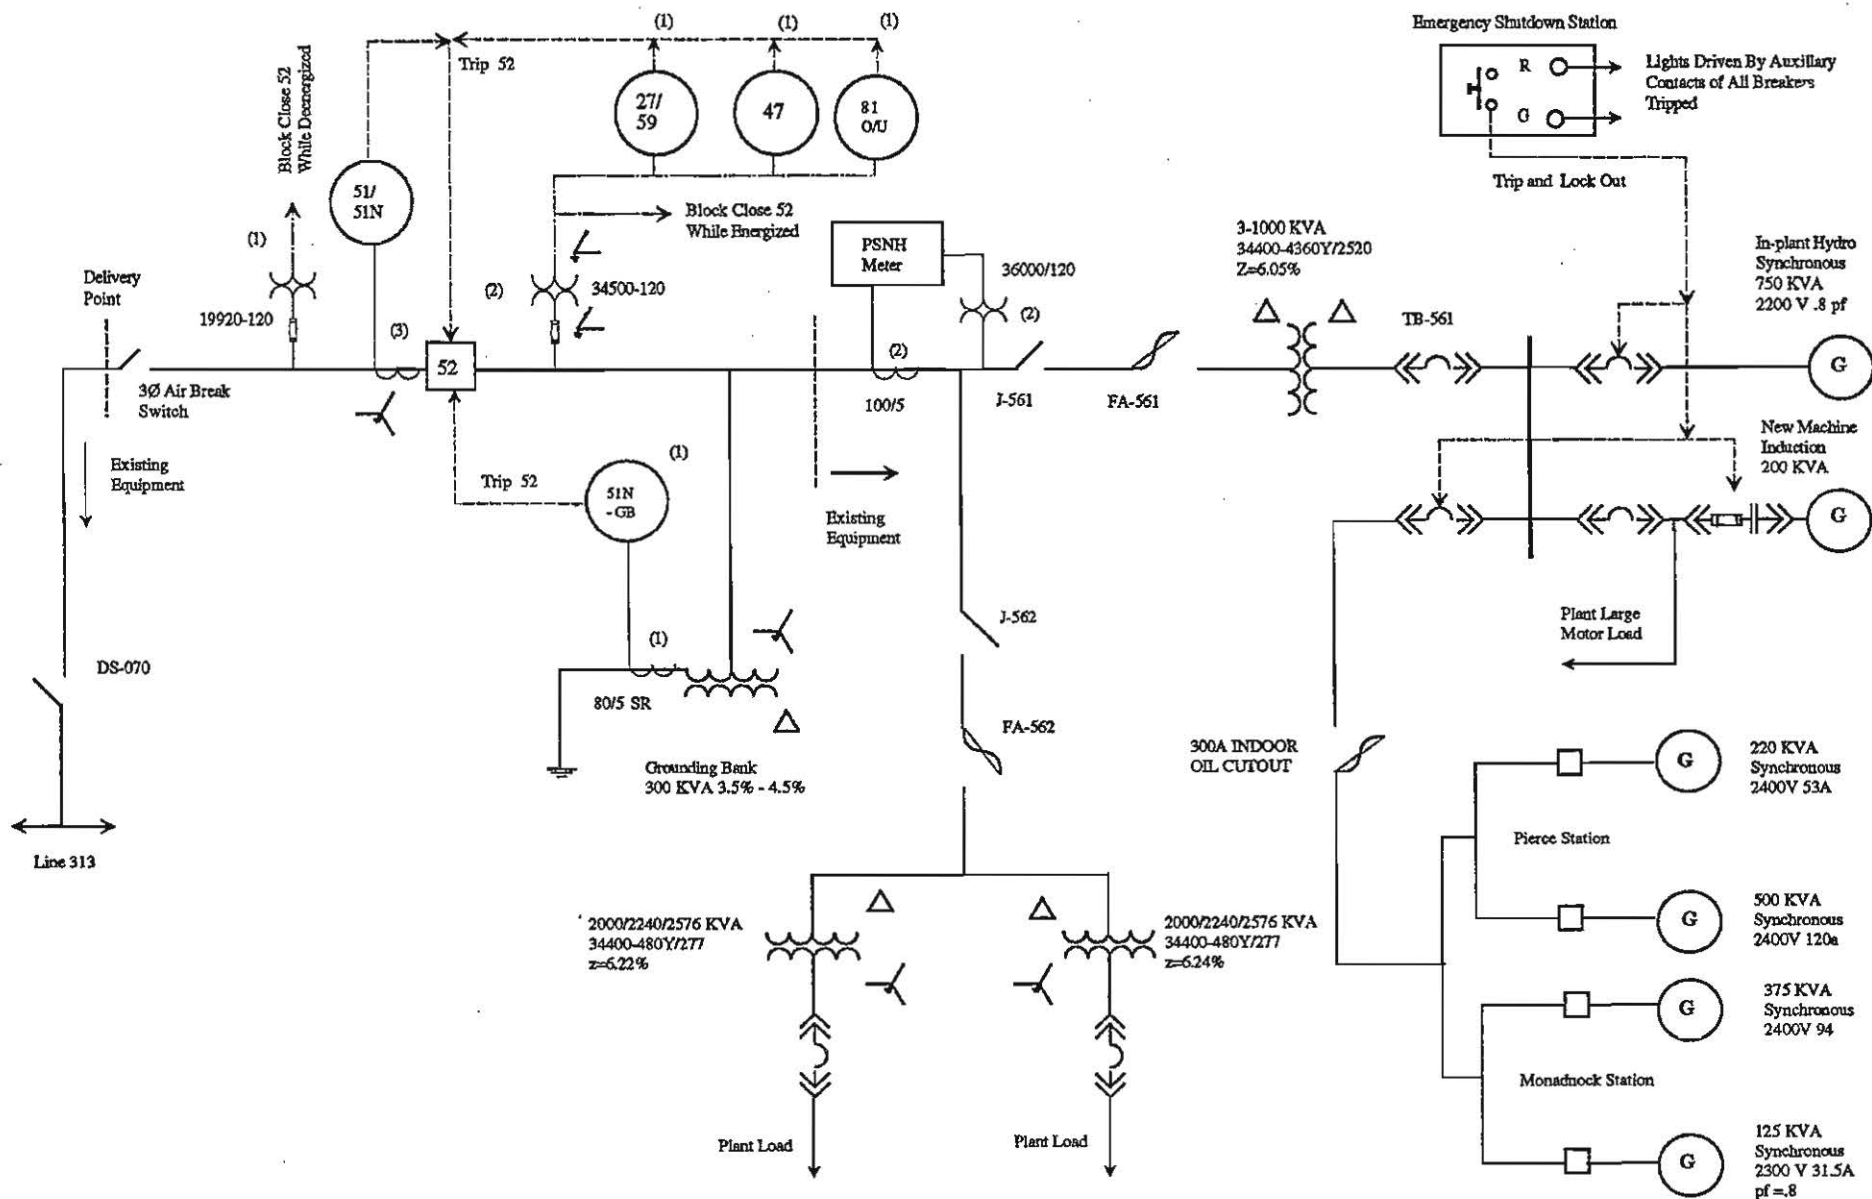 (1)
(1)
(1)
Emergency Shutdown Station
Trip 52
Block Close 52
While Deenergized
27/
59
47
81
O/U
R
G
Lights Driven By Auxillary
Contacts of All Breakers
Tripped
51/
51N
Trip and Lock Out
Block Close 52
While Energized
(1)
PSNH
Meter
3-1000 KVA
34400-4360Y/2520
Z=6.05%
In-plant Hydro
Synchronous
750 KVA
2200 V .8 pf
Delivery
Point
19920-120
(2)
34500-120
36000/120
(2)
(3)
52
(2)
TB-561
G
3Ø Air Break
Switch
100/5
J-561
FA-561
New Machine
Induction
200 KVA
Existing
Equipment
Trip 52
(1)
51N
- GB
Existing
Equipment
G
J-562
Plant Large
Motor Load
DS-070
(1)
80/5 SR
FA-562
Grounding Bank
300 KVA 3.5% - 4.5%
300A INDOOR
OIL CUTOUT
G
220 KVA
Synchronous
2400V 53A
Line 313
Pierce Station
2000/2240/2576 KVA
34400-480Y/277
z=6.22%
2000/2240/2576 KVA
34400-480Y/277
z=6.24%
G
500 KVA
Synchronous
2400V 120a
G
375 KVA
Synchronous
2400V 94
Monadnock Station
Plant Load
Plant Load
G
125 KVA
Synchronous
2300 V 31.5A
pf =.8